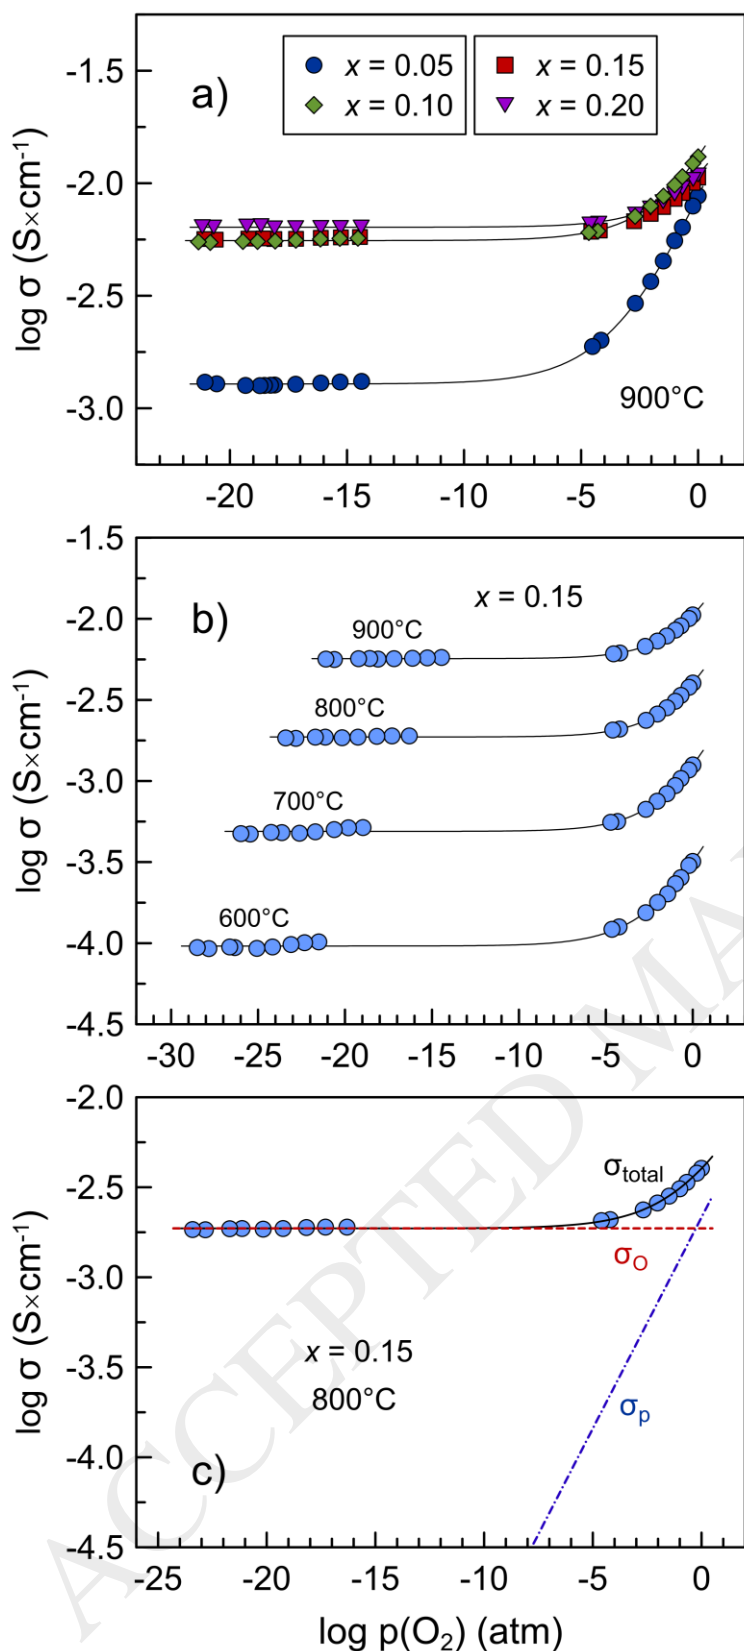 a)
x = 0.05
x = 0.15
x = 0.10
x = 0.20
-1.5
-2.0
-2.5
-3.0
log σ (S×cm⁻¹)
900°C
-20 -15 -10 -5 0
b)
x = 0.15
-1.5
-2.0
-2.5
-3.0
-3.5
-4.0
-4.5
log σ (S×cm⁻¹)
900°C
800°C
700°C
600°C
-30 -25 -20 -15 -10 -5 0
-2.0
-2.5
-3.0
-3.5
-4.0
-4.5
log σ (S×cm⁻¹)
σtotal
σO
x = 0.15
800°C
σp
c)
-25 -20 -15 -10 -5 0
log p(O₂) (atm)
ACCEPTED MA